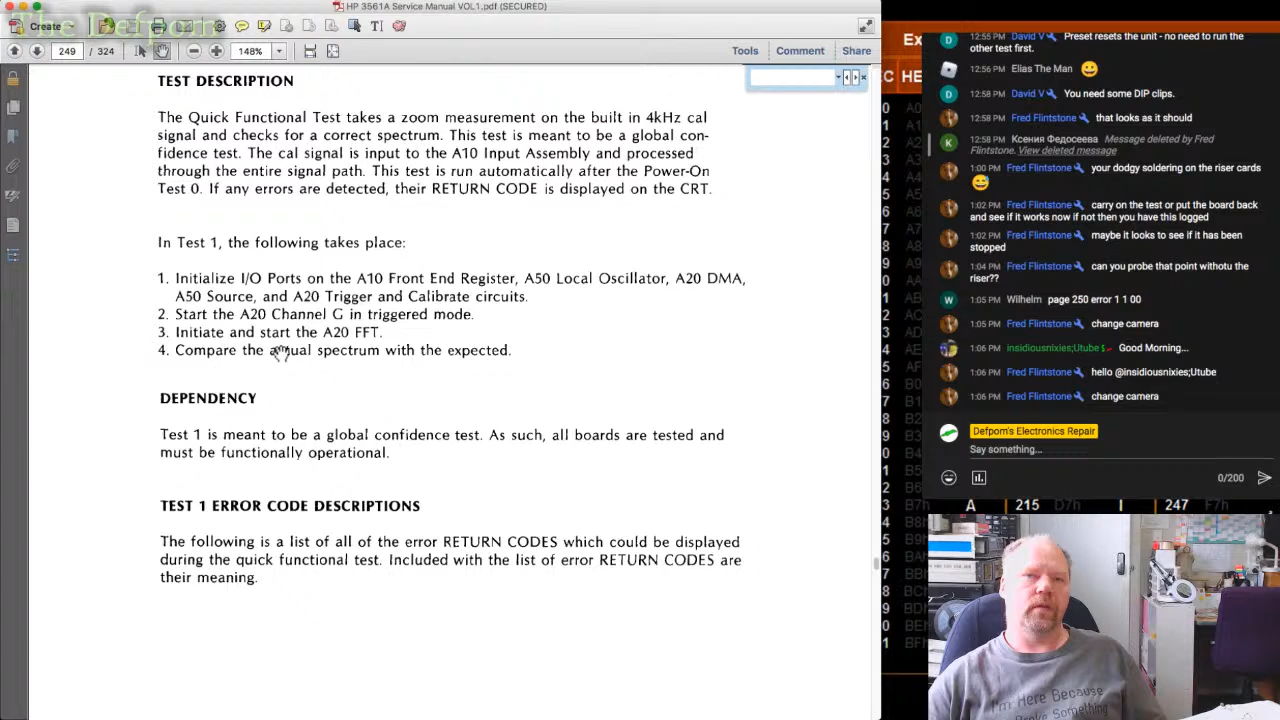 HP 3561A Service Manual VOL1.pdf (SECURED)
The Defpom
Create
249 / 324
148%
Tools
Comment
Share
TEST DESCRIPTION
The Quick Functional Test takes a zoom measurement on the built in 4kHz cal
signal and checks for a correct spectrum. This test is meant to be a global con-
fidence test. The cal signal is input to the A10 Input Assembly and processed
through the entire signal path. This test is run automatically after the Power-On
Test 0. If any errors are detected, their RETURN CODE is displayed on the CRT.
In Test 1, the following takes place:
1. Initialize I/O Ports on the A10 Front End Register, A50 Local Oscillator, A20 DMA,
A50 Source, and A20 Trigger and Calibrate circuits.
2. Start the A20 Channel G in triggered mode.
3. Initiate and start the A20 FFT.
4. Compare the actual spectrum with the expected.
DEPENDENCY
Test 1 is meant to be a global confidence test. As such, all boards are tested and
must be functionally operational.
TEST 1 ERROR CODE DESCRIPTIONS
The following is a list of all of the error RETURN CODES which could be displayed
during the quick functional test. Included with the list of error RETURN CODES are
their meaning.
12:55 PM David V Preset resets the unit - no need to run the
other test first.
12:56 PM Elias The Man
12:58 PM David V You need some DIP clips.
12:58 PM Fred Flintstone that looks as it should
12:58 PM Ксения Федосеева Message deleted by Fred
Flintstone. View deleted message
1:00 PM Fred Flintstone your dodgy soldering on the riser cards
1:02 PM Fred Flintstone carry on the test or put the board back
and see if it works now if not then you have this logged
1:02 PM Fred Flintstone maybe it looks to see if it has been
stopped
1:04 PM Fred Flintstone can you probe that point withotu the
riser??
1:05 PM Wilhelm page 250 error 1 1 00
1:05 PM Fred Flintstone change camera
1:06 PM insidiousnixies;Utube Good Morning...
1:06 PM Fred Flintstone hello @insidiousnixies;Utube
1:06 PM Fred Flintstone change camera
Defpom's Electronics Repair
Say something...
0/200
A 215 D7h I 247 F7h
I'm Here Because
Broke Something